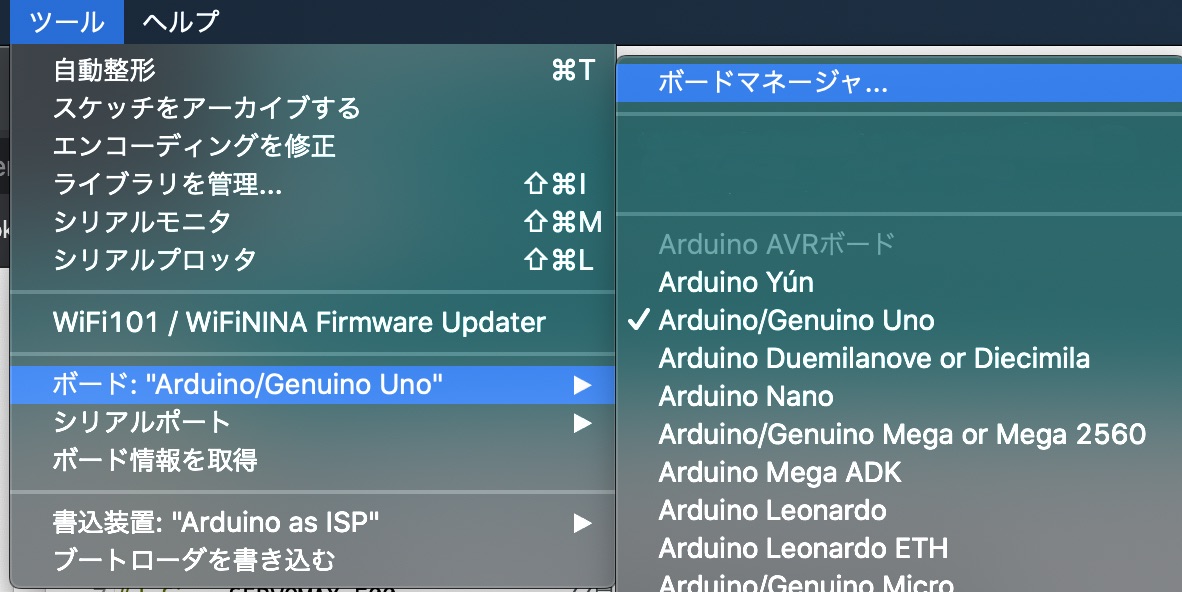 ツール ヘルプ
自動整形 ⌘T
スケッチをアーカイブする
エンコーディングを修正
ライブラリを管理... ⇧⌘I
シリアルモニタ ⇧⌘M
シリアルプロッタ ⇧⌘L
WiFi101 / WiFiNINA Firmware Updater
ボード: "Arduino/Genuino Uno" ▶
シリアルポート ▶
ボード情報を取得
書込装置: "Arduino as ISP" ▶
ブートローダを書き込む
ボードマネージャ...
Arduino AVRボード
Arduino Yún
✓ Arduino/Genuino Uno
Arduino Duemilanove or Diecimila
Arduino Nano
Arduino/Genuino Mega or Mega 2560
Arduino Mega ADK
Arduino Leonardo
Arduino Leonardo ETH
Arduino/Genuino Micro